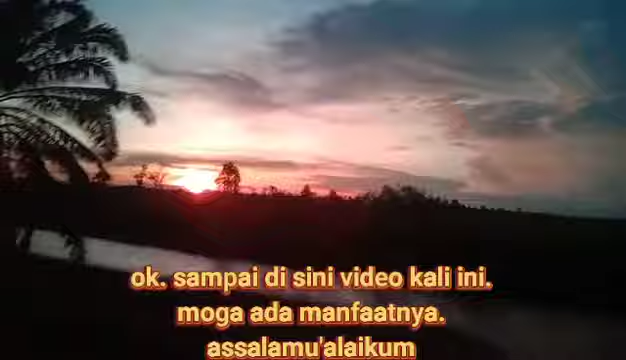 ok. sampai di sini video kali ini.
moga ada manfaatnya.
assalamu'alaikum